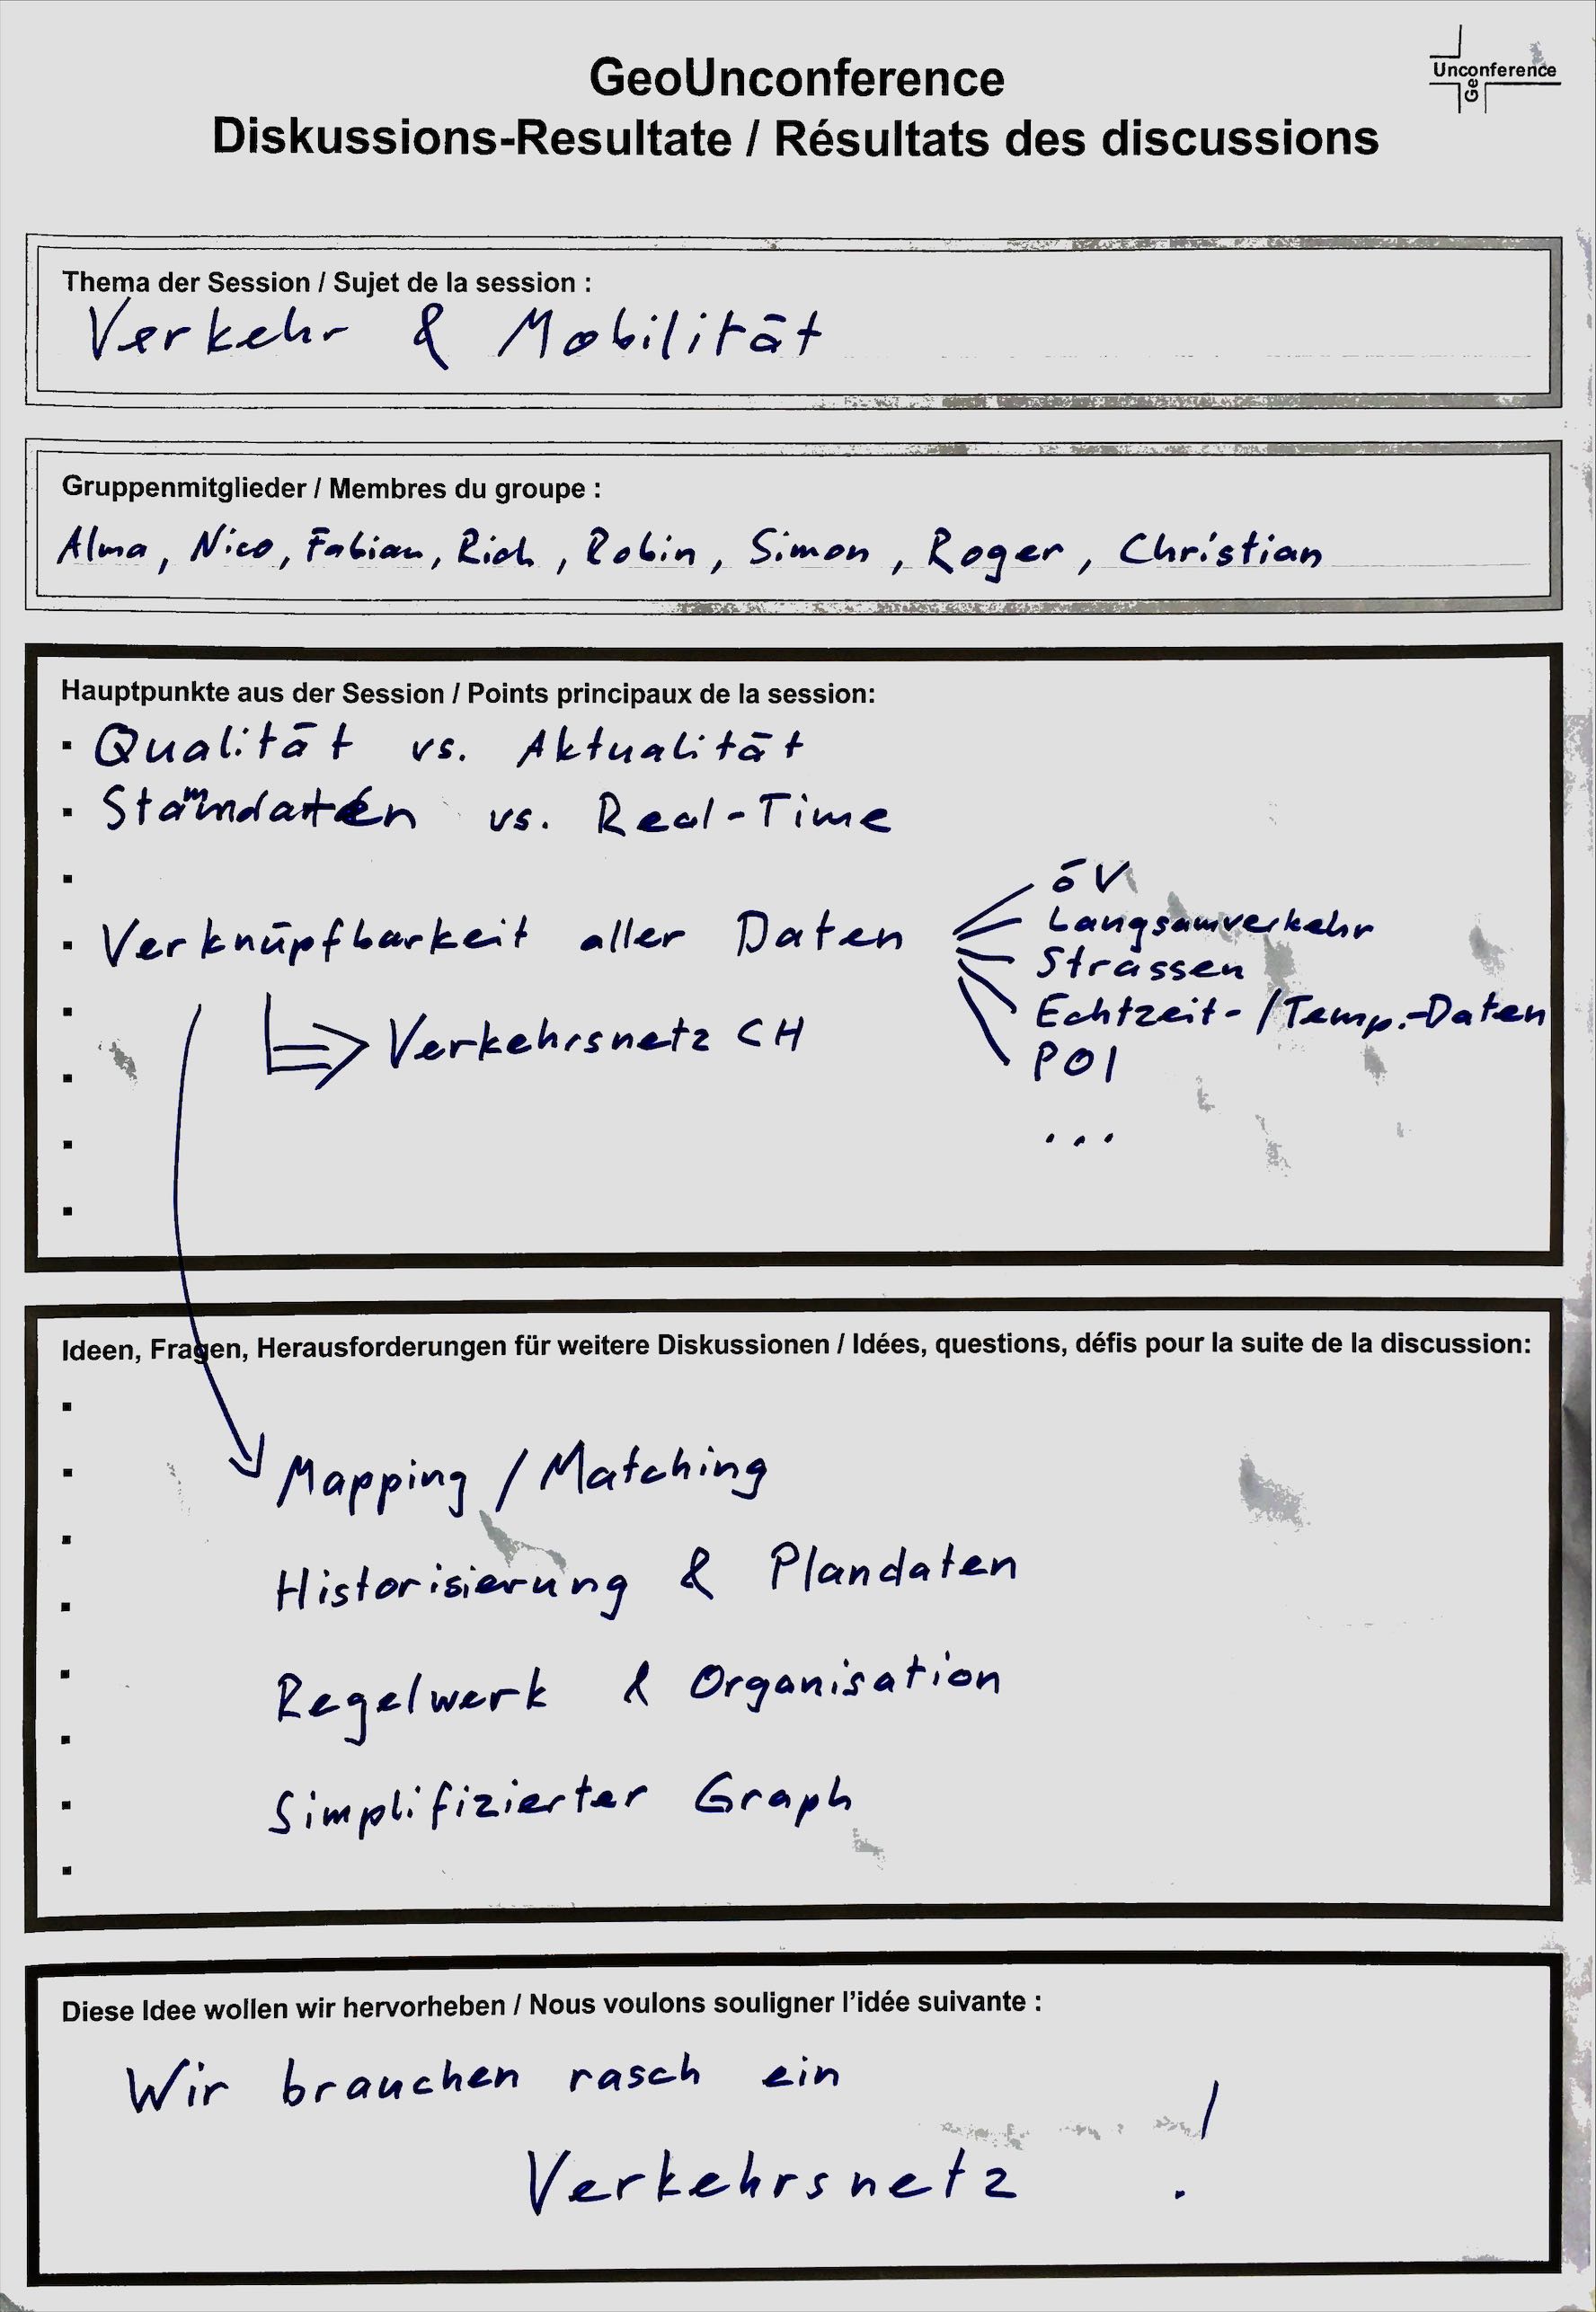 GeoUnconference
Diskussions-Resultate / Résultats des discussions
Unconference
Geo
Thema der Session / Sujet de la session :
Verkehr & Mobilität
Gruppenmitglieder / Membres du groupe :
Alma, Nico, Fabian, Rich, Robin, Simon, Roger, Christian
Hauptpunkte aus der Session / Points principaux de la session:
▪ Qualität vs. Aktualität
▪ Stammdaten vs. Real-Time
▪
▪ Verknüpfbarkeit aller Daten
öV
Langsamverkehr
Strassen
Echtzeit- / Temp.-Daten
POI
...
▪ Verkehrsnetz CH
▪
▪
▪
Ideen, Fragen, Herausforderungen für weitere Diskussionen / Idées, questions, défis pour la suite de la discussion:
▪
▪ Mapping / Matching
▪
▪ Historisierung & Plandaten
▪
▪ Regelwerk & Organisation
▪ Simplifizierter Graph
▪
Diese Idee wollen wir hervorheben / Nous voulons souligner l'idée suivante :
Wir brauchen rasch ein
Verkehrsnetz !